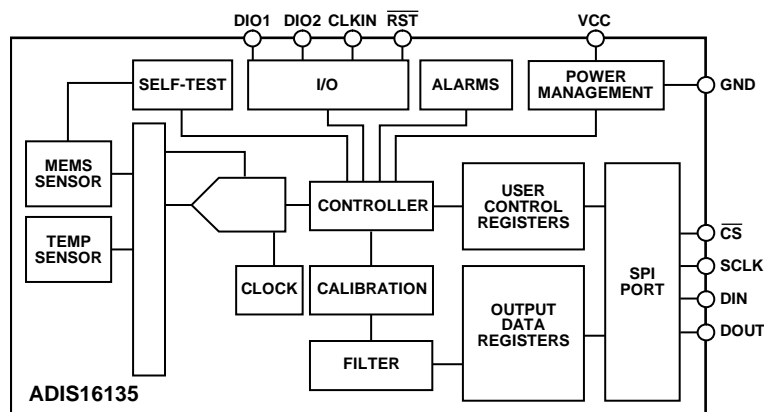 DIO1 DIO2 CLKIN RST VCC
SELF-TEST
I/O
ALARMS
POWER
MANAGEMENT
GND
MEMS
SENSOR
CONTROLLER
USER
CONTROL
REGISTERS
TEMP
SENSOR
CLOCK
CALIBRATION
FILTER
OUTPUT
DATA
REGISTERS
SPI
PORT
CS
SCLK
DIN
DOUT
ADIS16135